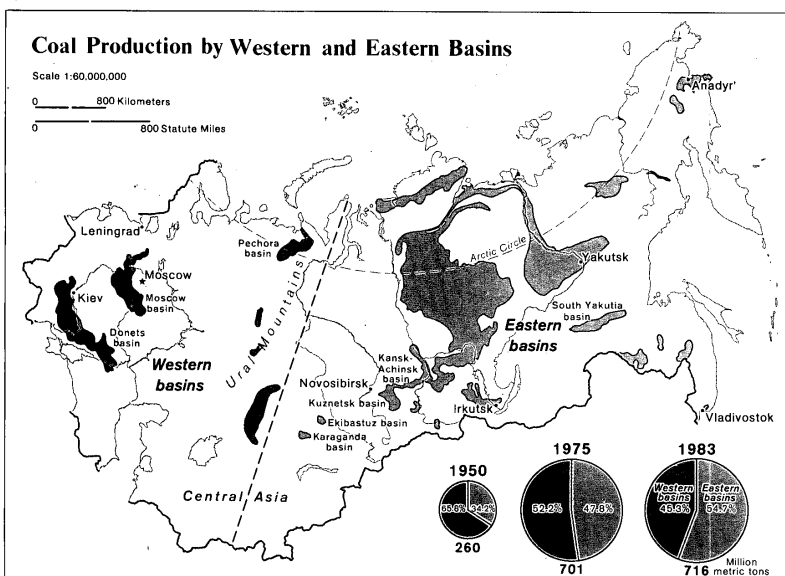 Coal Production by Western and Eastern Basins
Scale 1:60,000,000
0 800 Kilometers
0 800 Statute Miles
Anadyr'
Leningrad
Pechora
basin
Arctic Circle
Yakutsk
Moscow
Kiev
Moscow
basin
Donets
basin
Ural Mountains
South Yakutia
basin
Western
basins
Eastern
basins
Kansk-
Achinsk
basin
Novosibirsk
Kuznetsk basin
Irkutsk
Vladivostok
Ekibastuz basin
Karaganda
basin
Central Asia
1950
65.8% 34.2%
260
1975
52.2% 47.8%
701
1983
Western
basins
45.3%
Eastern
basins
54.7%
716 Million
metric tons